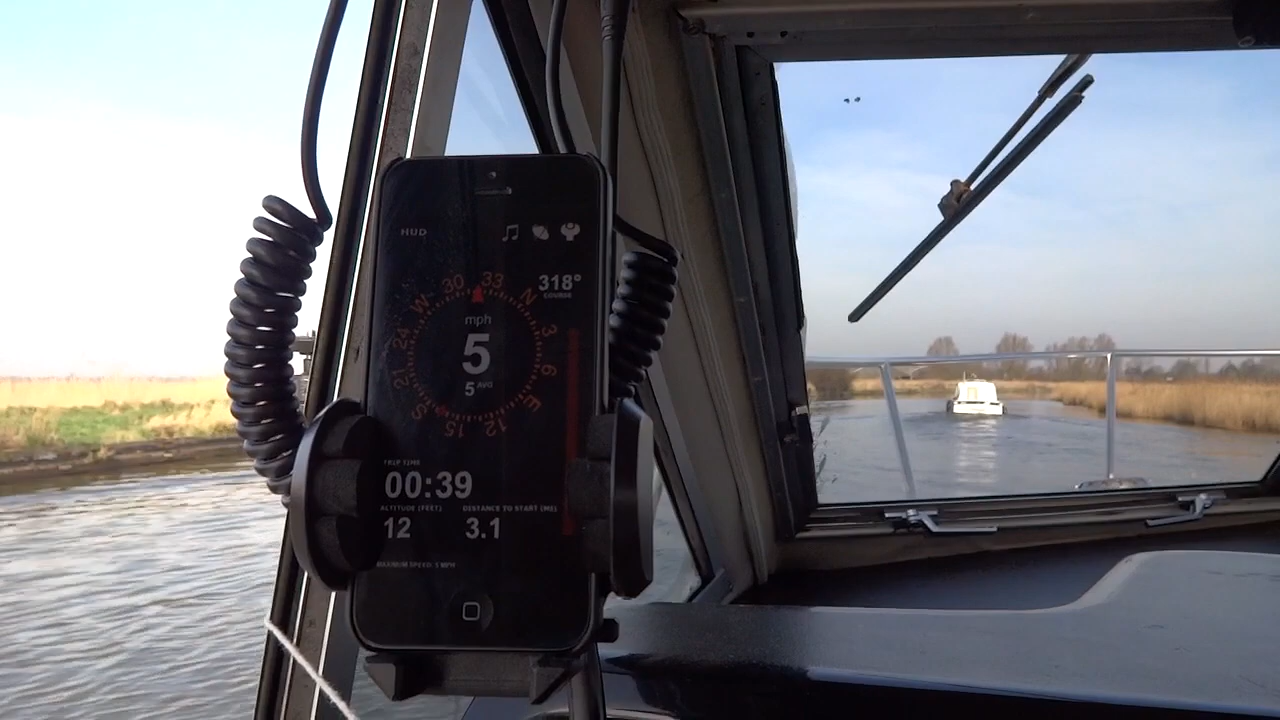 HUD
318°
COURSE
30 33 N 3 6 E 12 15 S 21 24 W
mph
5
5 AVG
TRIP TIME
00:39
ALTITUDE (FEET) DISTANCE TO START (MI)
12 3.1
MAXIMUM SPEED: 5 MPH